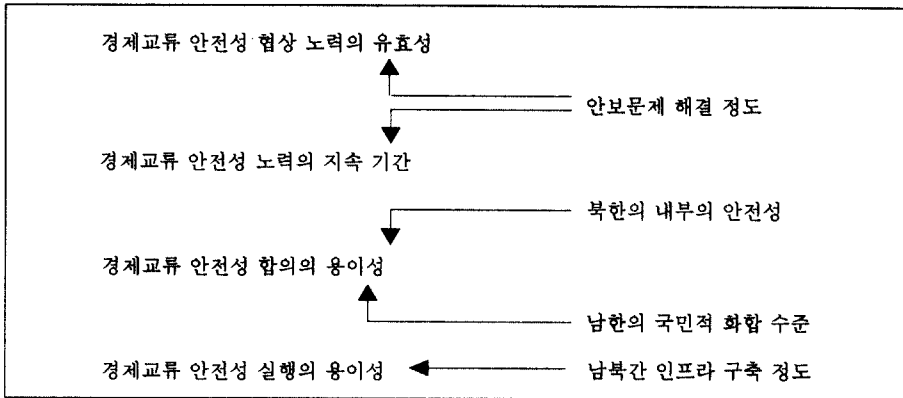 경제교류 안전성 협상 노력의 유효성
안보문제 해결 정도
경제교류 안전성 노력의 지속 기간
북한의 내부의 안전성
경제교류 안전성 합의의 용이성
남한의 국민적 화합 수준
경제교류 안전성 실행의 용이성
남북간 인프라 구축 정도